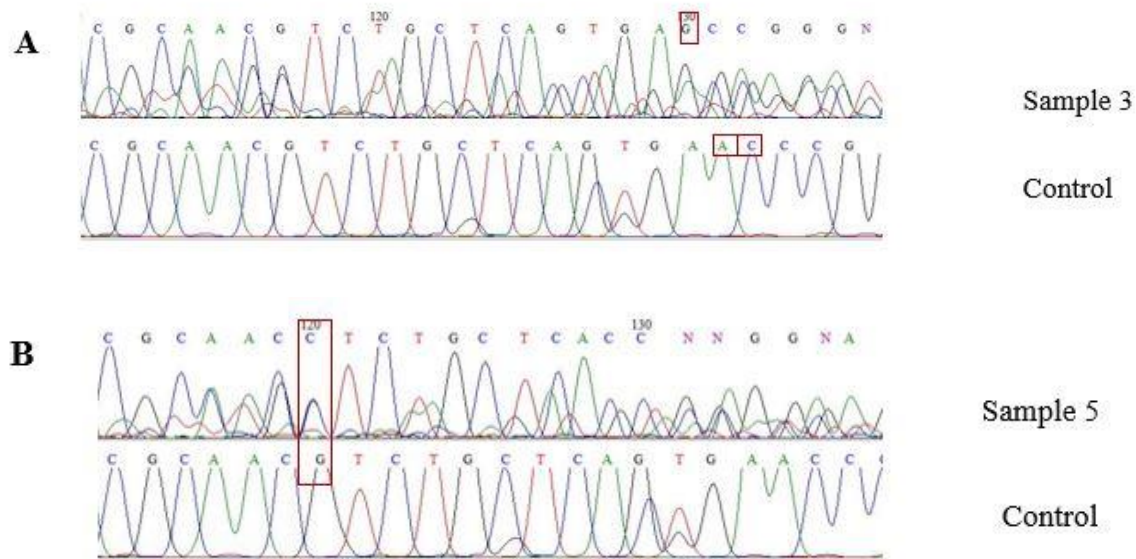 A
120 130
C G C A A C G T C T G C T C A G T G A G C C G G G N
Sample 3
C G C A A C G T C T G C T C A G T G A A C C C G
Control
B
120 130
C G C A A C C T C T G C T C A C C N N G G N A
Sample 5
C G C A A C G T C T G C T C A G T G A A C C
Control